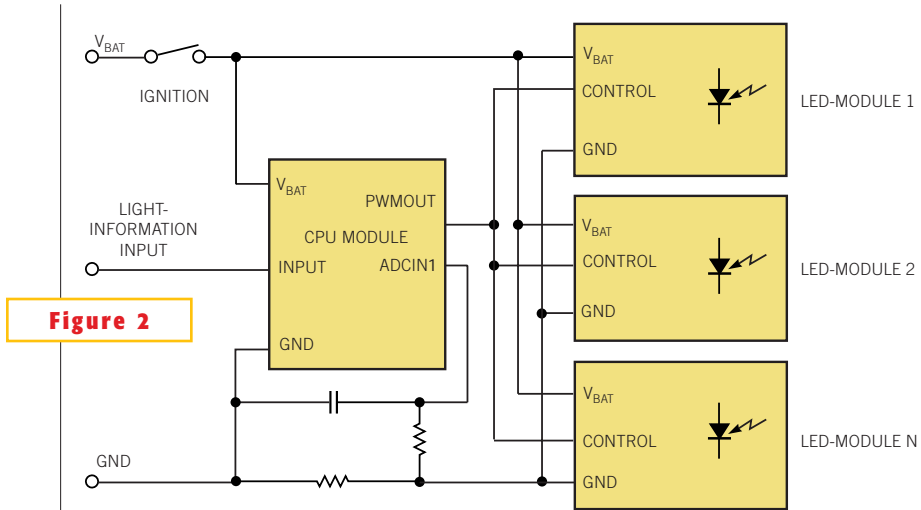 VBAT
IGNITION
LIGHT-
INFORMATION
INPUT
Figure 2
GND
VBAT
PWMOUT
CPU MODULE
INPUT
ADCIN1
GND
VBAT
CONTROL
GND
LED-MODULE 1
VBAT
CONTROL
GND
LED-MODULE 2
VBAT
CONTROL
GND
LED-MODULE N